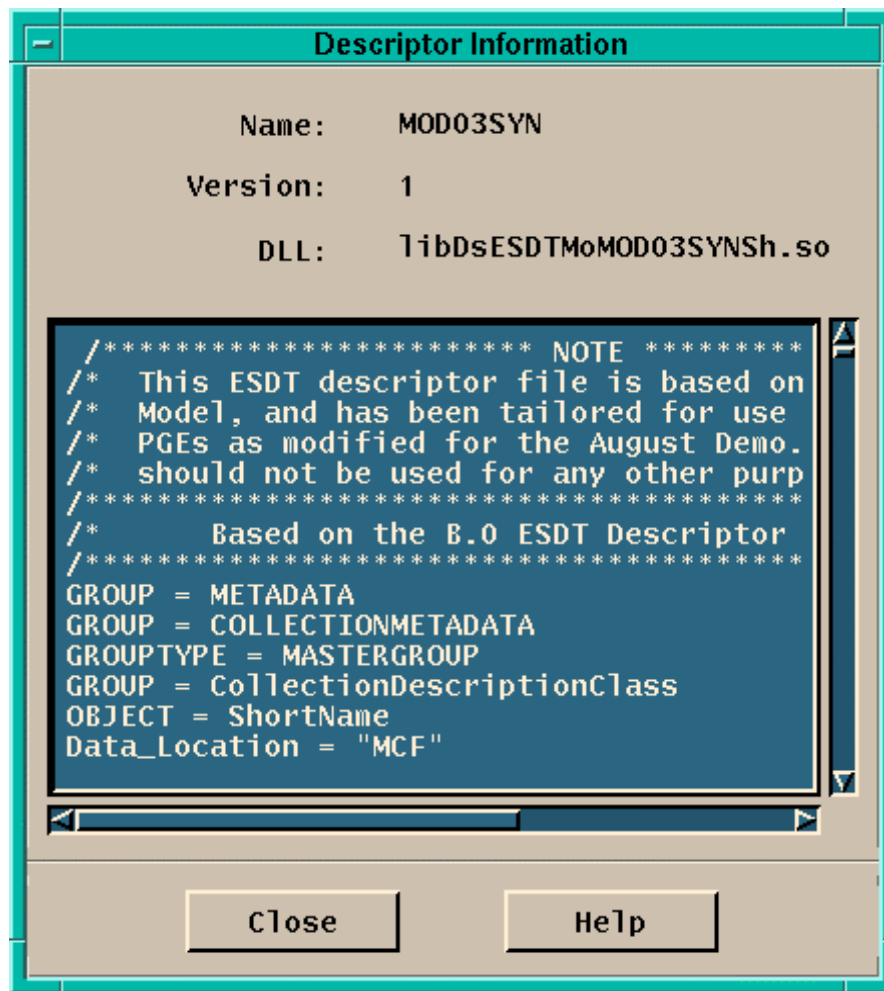 Descriptor Information
Name: MOD03SYN
Version: 1
DLL: libDsESDTMoMOD03SYNSh.so
/************************ NOTE *********
/* This ESDT descriptor file is based on
/* Model, and has been tailored for use
/* PGEs as modified for the August Demo.
/* should not be used for any other purp
/****************************************
/* Based on the B.0 ESDT Descriptor
/****************************************
GROUP = METADATA
GROUP = COLLECTIONMETADATA
GROUPTYPE = MASTERGROUP
GROUP = CollectionDescriptionClass
OBJECT = ShortName
Data_Location = "MCF"
Close Help